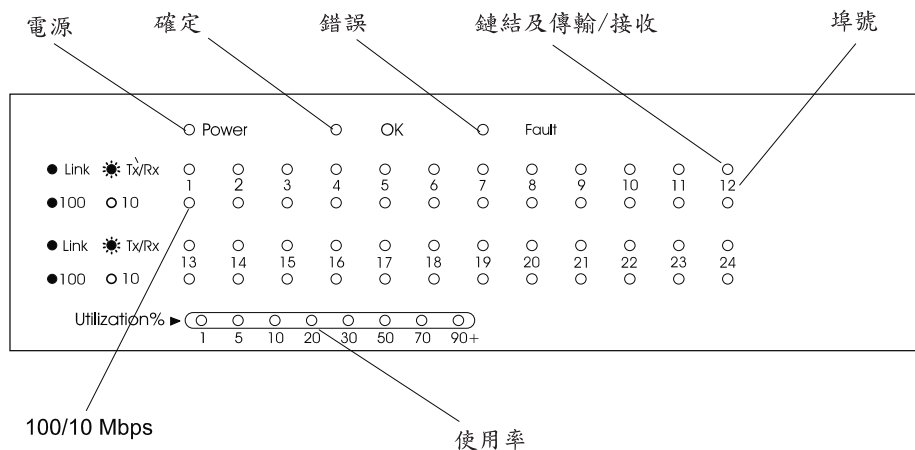 電源 確定 錯誤 鏈結及傳輸/接收 埠號
Power OK Fault
Link Tx/Rx
1 2 3 4 5 6 7 8 9 10 11 12
100 10
Link Tx/Rx
13 14 15 16 17 18 19 20 21 22 23 24
100 10
Utilization%
1 5 10 20 30 50 70 90+
100/10 Mbps
使用率